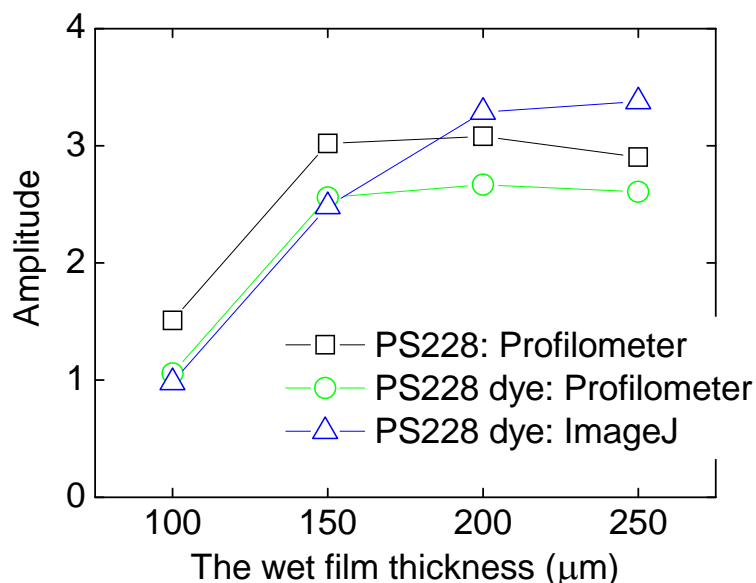 4
3
2
1
0
Amplitude
PS228: Profilometer
PS228 dye: Profilometer
PS228 dye: ImageJ
100 150 200 250
The wet film thickness (μm)